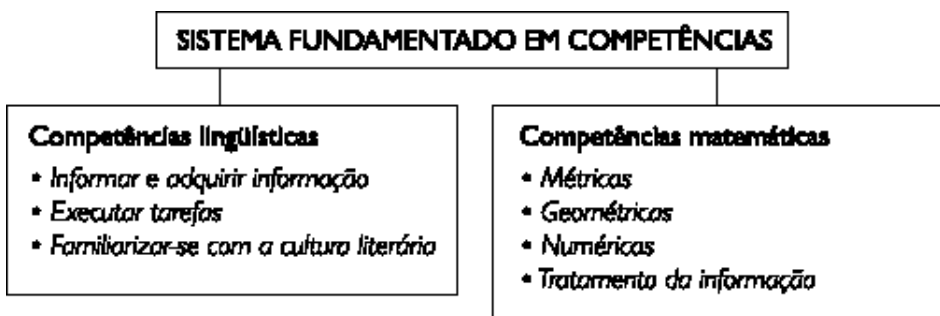 SISTEMA FUNDAMENTADO EM COMPETÊNCIAS
Competências lingüísticas
• Informar e adquirir informação
• Executar tarefas
• Familiarizar-se com a cultura literária
Competências matemáticas
• Métricas
• Geométricas
• Numéricas
• Tratamento da informação